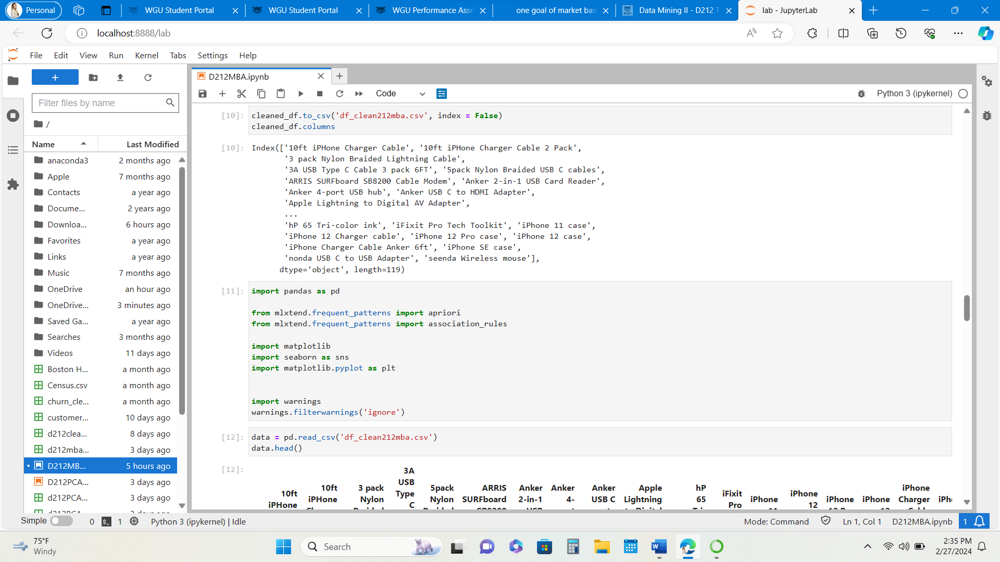 Personal
WGU Student Portal
WGU Student Portal
WGU Performance Asse
one goal of market bas
Data Mining II - D212 T
lab - JupyterLab
localhost:8888/lab
File Edit View Run Kernel Tabs Settings Help
Filter files by name
/
Name Last Modified
anaconda3 2 months ago
Apple 7 months ago
Contacts a year ago
Docume... 2 years ago
Downloa... 6 hours ago
Favorites a year ago
Links a year ago
Music 7 months ago
OneDrive an hour ago
OneDrive... 3 minutes ago
Saved Ga... a year ago
Searches 3 months ago
Videos 11 days ago
Boston H... a month ago
Census.csv a month ago
churn_cle... a month ago
customer... 10 days ago
d212clea... 8 days ago
d212mba... 3 days ago
D212MB... 5 hours ago
D212PCA... 3 days ago
d212PCA... 3 days ago
D212MBA.ipynb
Code
Python 3 (ipykernel)
[10]: cleaned_df.to_csv('df_clean212mba.csv', index = False)
cleaned_df.columns
[10]: Index(['10ft iPHone Charger Cable', '10ft iPHone Charger Cable 2 Pack',
'3 pack Nylon Braided Lightning Cable',
'3A USB Type C Cable 3 pack 6FT', '5pack Nylon Braided USB C cables',
'ARRIS SURFboard SB8200 Cable Modem', 'Anker 2-in-1 USB Card Reader',
'Anker 4-port USB hub', 'Anker USB C to HDMI Adapter',
'Apple Lightning to Digital AV Adapter',
...
'hP 65 Tri-color ink', 'iFixit Pro Tech Toolkit', 'iPhone 11 case',
'iPhone 12 Charger cable', 'iPhone 12 Pro case', 'iPhone 12 case',
'iPhone Charger Cable Anker 6ft', 'iPhone SE case',
'nonda USB C to USB Adapter', 'seenda Wireless mouse'],
dtype='object', length=119)
[11]: import pandas as pd
from mlxtend.frequent_patterns import apriori
from mlxtend.frequent_patterns import association_rules
import matplotlib
import seaborn as sns
import matplotlib.pyplot as plt
import warnings
warnings.filterwarnings('ignore')
[12]: data = pd.read_csv('df_clean212mba.csv')
data.head()
[12]:
3A
USB
10ft 3 pack Type 5pack ARRIS Anker Anker Anker Apple hP iPhone
10ft iPHone Nylon C Nylon SURFboard 2-in-1 4- USB C Lightning 65 iFixit iPhone iPhone 12 iPhone iPhone Charger
iPHone Pro
Simple 0 1 Python 3 (ipykernel) | Idle
Mode: Command Ln 1, Col 1 D212MBA.ipynb 1
75°F
Windy
Search
2:35 PM
2/27/2024